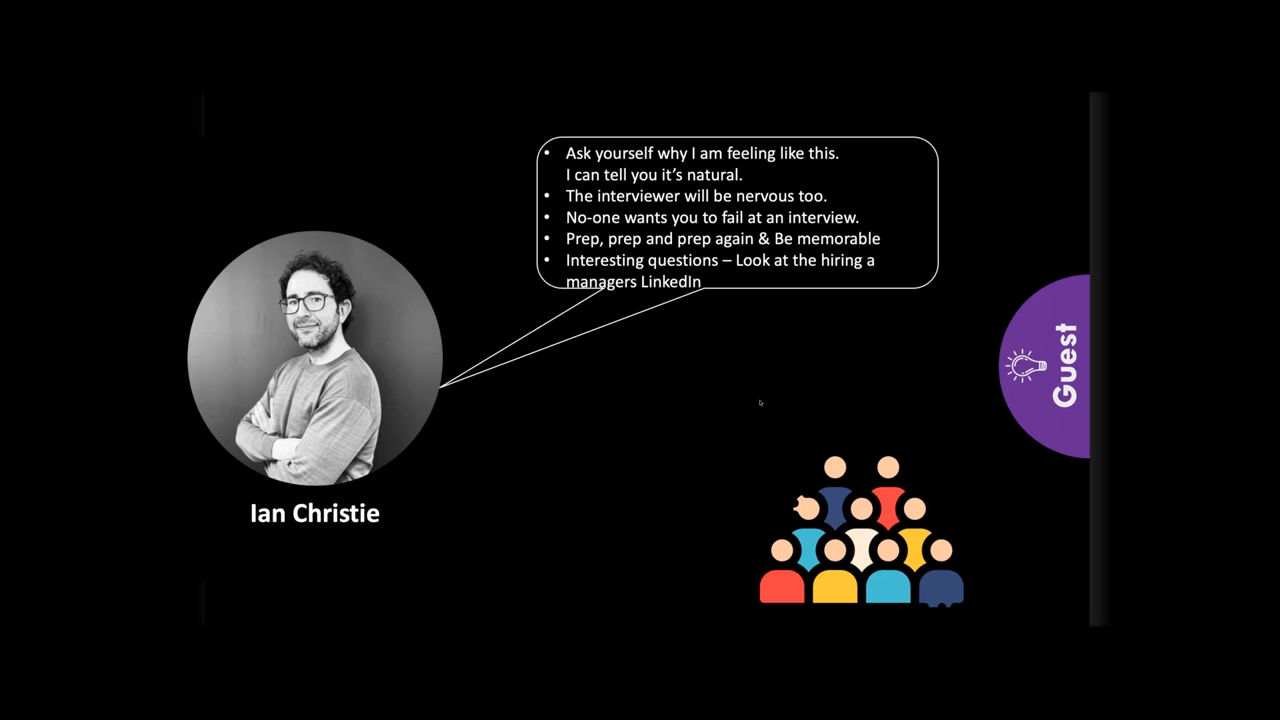 • Ask yourself why I am feeling like this.
I can tell you it’s natural.
• The interviewer will be nervous too.
• No-one wants you to fail at an interview.
• Prep, prep and prep again & Be memorable
• Interesting questions – Look at the hiring a
managers LinkedIn
Guest
Ian Christie